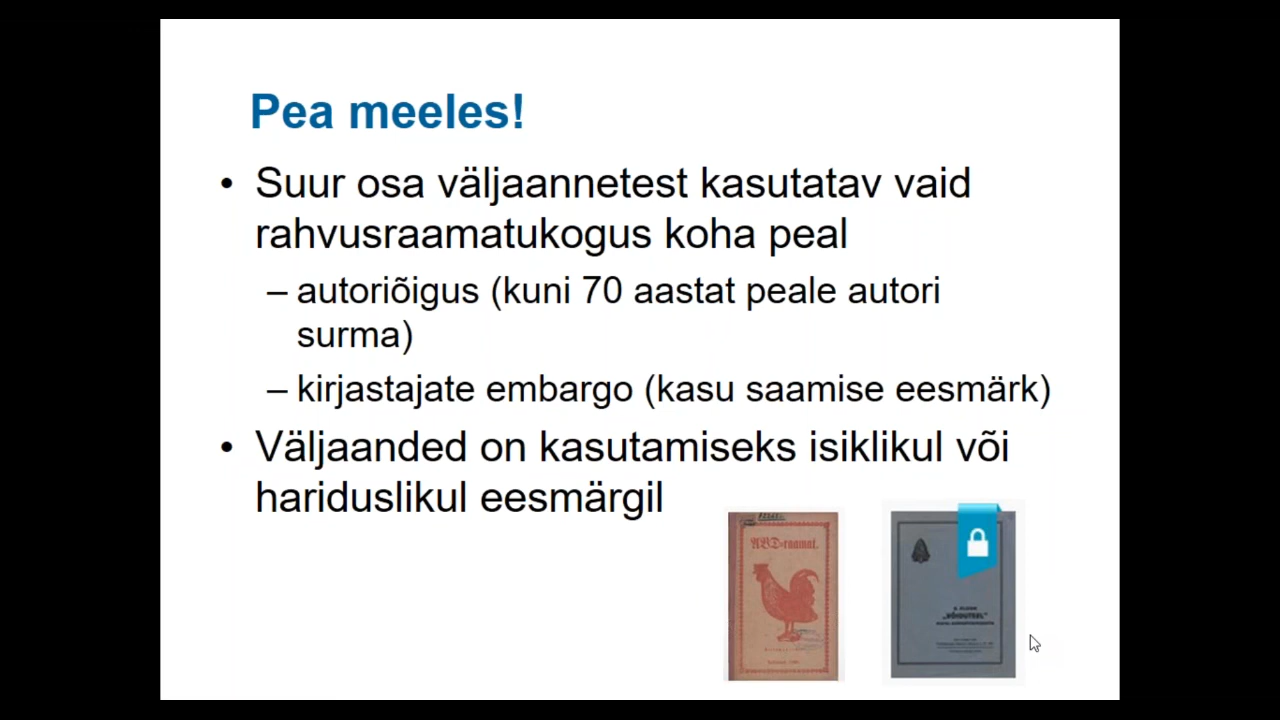 Pea meeles!
• Suur osa väljaannetest kasutatav vaid
rahvusraamatukogus koha peal
– autoriõigus (kuni 70 aastat peale autori
surma)
– kirjastajate embargo (kasu saamise eesmärk)
• Väljaanded on kasutamiseks isiklikul või
hariduslikul eesmärgil
ABD=raamat.